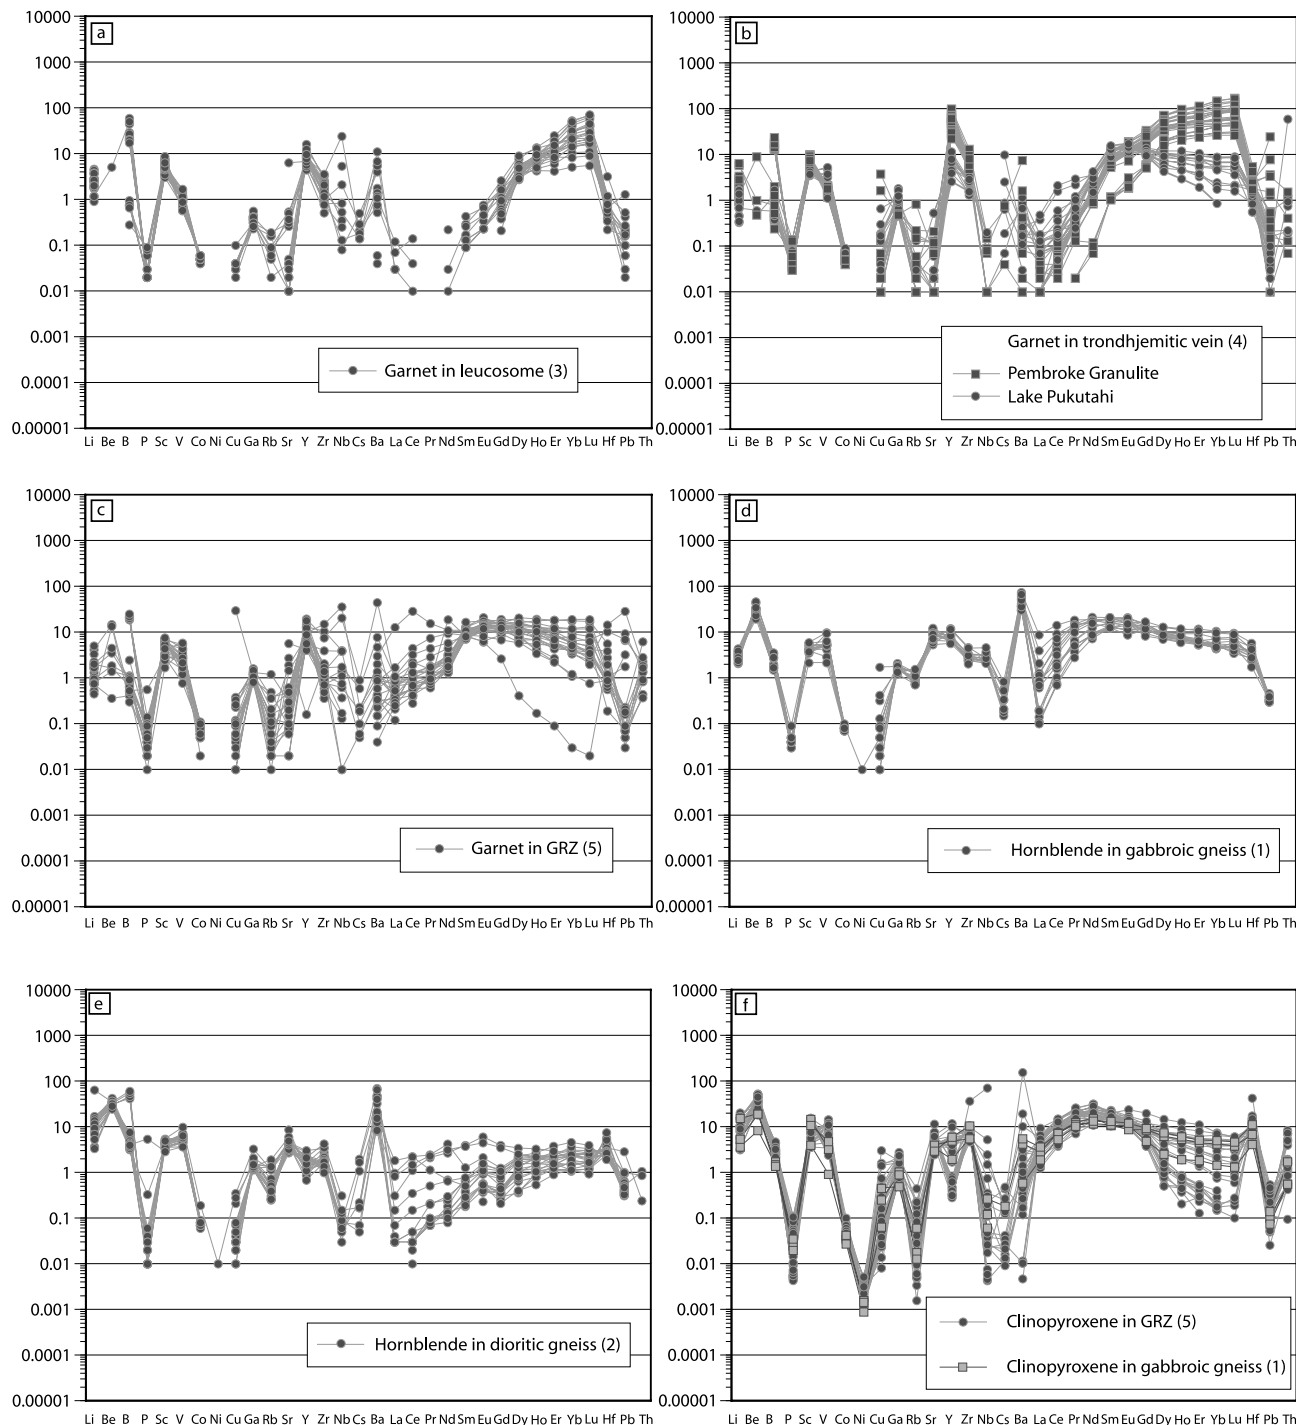 a
10000
1000
100
10
1
0.1
0.01
0.001
0.0001
0.00001
Garnet in leucosome (3)
Li Be B P Sc V Co Ni Cu Ga Rb Sr Y Zr Nb Cs Ba La Ce Pr Nd Sm Eu Gd Dy Ho Er Yb Lu Hf Pb Th
b
10000
1000
100
10
1
0.1
0.01
0.001
0.0001
0.00001
Garnet in trondhjemitic vein (4)
Pembroke Granulite
Lake Pukutahi
Li Be B P Sc V Co Ni Cu Ga Rb Sr Y Zr Nb Cs Ba La Ce Pr Nd Sm Eu Gd Dy Ho Er Yb Lu Hf Pb Th
c
10000
1000
100
10
1
0.1
0.01
0.001
0.0001
0.00001
Garnet in GRZ (5)
Li Be B P Sc V Co Ni Cu Ga Rb Sr Y Zr Nb Cs Ba La Ce Pr Nd Sm Eu Gd Dy Ho Er Yb Lu Hf Pb Th
d
10000
1000
100
10
1
0.1
0.01
0.001
0.0001
0.00001
Hornblende in gabbroic gneiss (1)
Li Be B P Sc V Co Ni Cu Ga Rb Sr Y Zr Nb Cs Ba La Ce Pr Nd Sm Eu Gd Dy Ho Er Yb Lu Hf Pb Th
e
10000
1000
100
10
1
0.1
0.01
0.001
0.0001
0.00001
Hornblende in dioritic gneiss (2)
Li Be B P Sc V Co Ni Cu Ga Rb Sr Y Zr Nb Cs Ba La Ce Pr Nd Sm Eu Gd Dy Ho Er Yb Lu Hf Pb Th
f
10000
1000
100
10
1
0.1
0.01
0.001
0.0001
0.00001
Clinopyroxene in GRZ (5)
Clinopyroxene in gabbroic gneiss (1)
Li Be B P Sc V Co Ni Cu Ga Rb Sr Y Zr Nb Cs Ba La Ce Pr Nd Sm Eu Gd Dy Ho Er Yb Lu Hf Pb Th